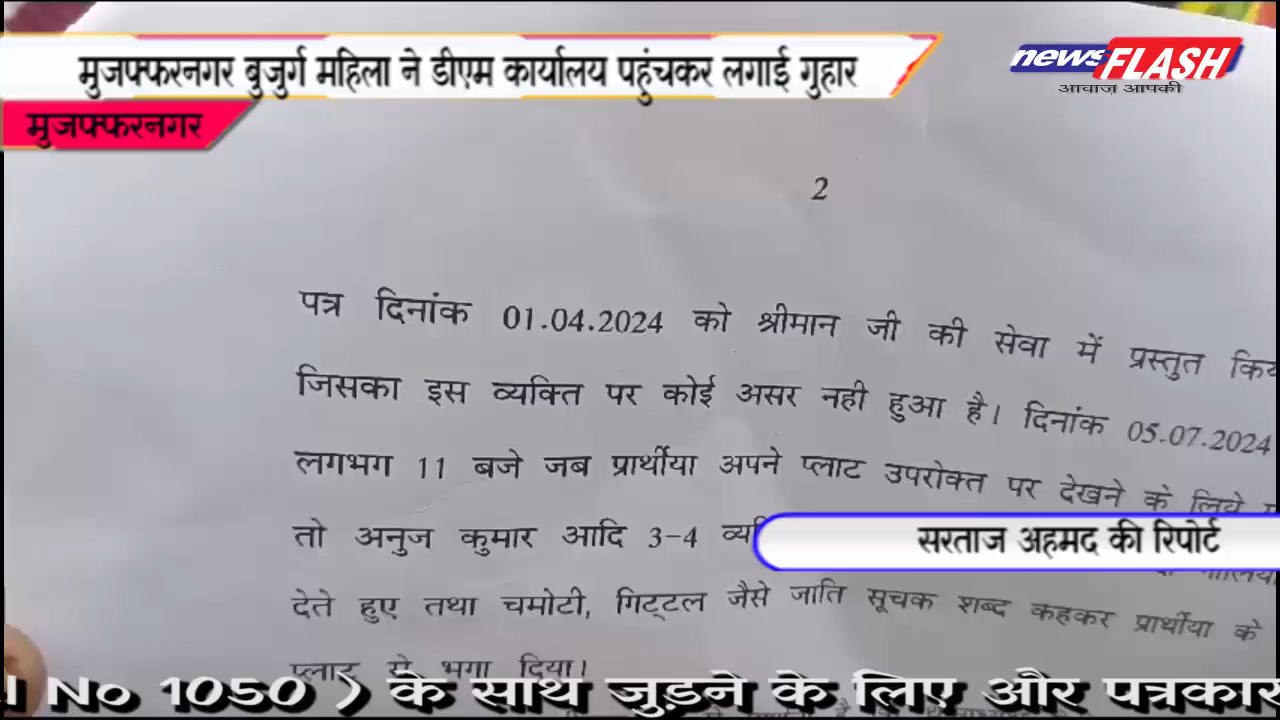 मुजफ्फरनगर बुजुर्ग महिला ने डीएम कार्यालय पहुंचकर लगाई गुहार
news FLASH
आवाज़ आपकी
मुजफ्फरनगर
2
पत्र दिनांक 01.04.2024 को श्रीमान जी की सेवा में प्रस्तुत
जिसका इस व्यक्ति पर कोई असर नही हुआ है। दिनांक 05.07.2024
लगभग 11 बजे जब प्रार्थीया अपने प्लाट उपरोक्त पर देखने के लिये
तो अनुज कुमार आदि 3-4
सरताज अहमद की रिपोर्ट
देते हुए तथा चमोटी, गिट्टल जैसे जाति सूचक शब्द कहकर प्रार्थीया के
प्लाट से भगा दिया।
No 1050 ) के साथ जुड़ने के लिए और पत्रकार